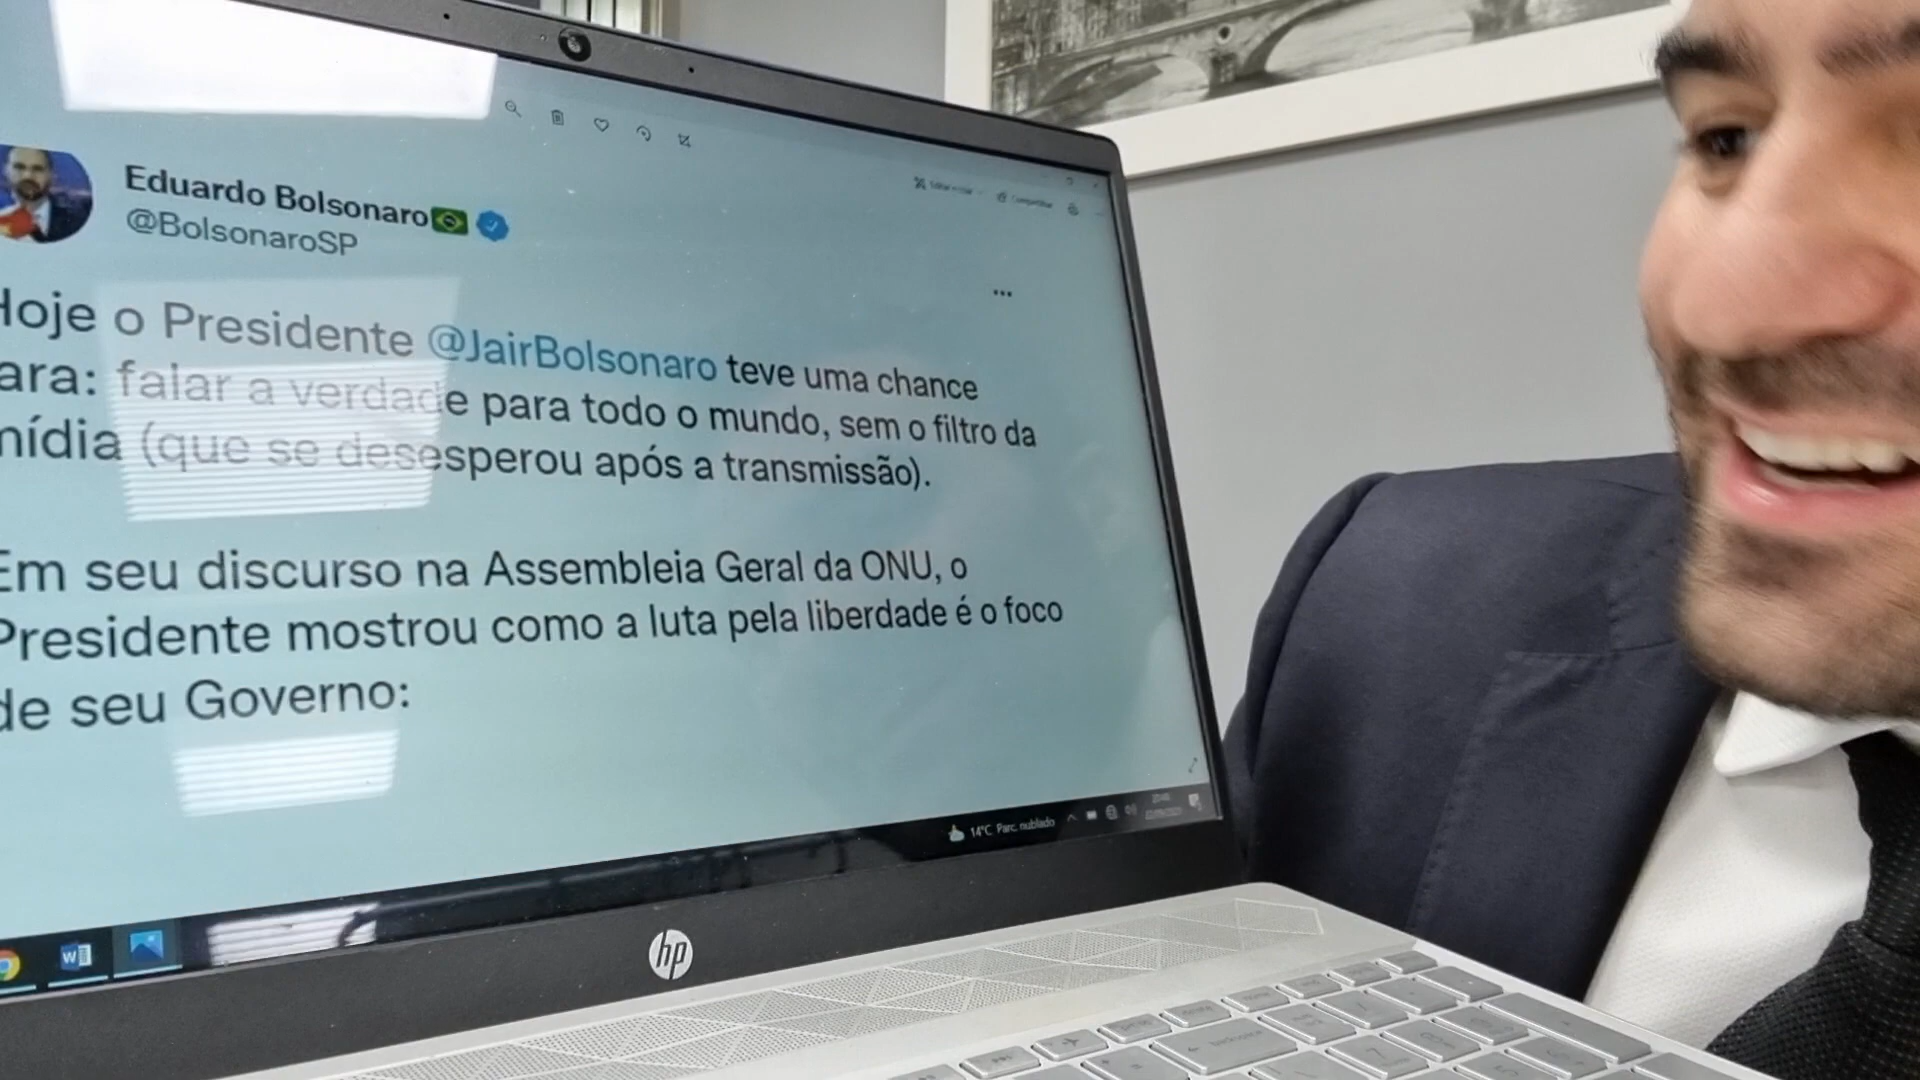 Eduardo Bolsonaro
@BolsonaroSP
Hoje o Presidente @JairBolsonaro teve uma chance
ara: falar a verdade para todo o mundo, sem o filtro da
mídia (que se desesperou após a transmissão).
Em seu discurso na Assembleia Geral da ONU, o
Presidente mostrou como a luta pela liberdade é o foco
de seu Governo:
14°C Parc. nublado
hp